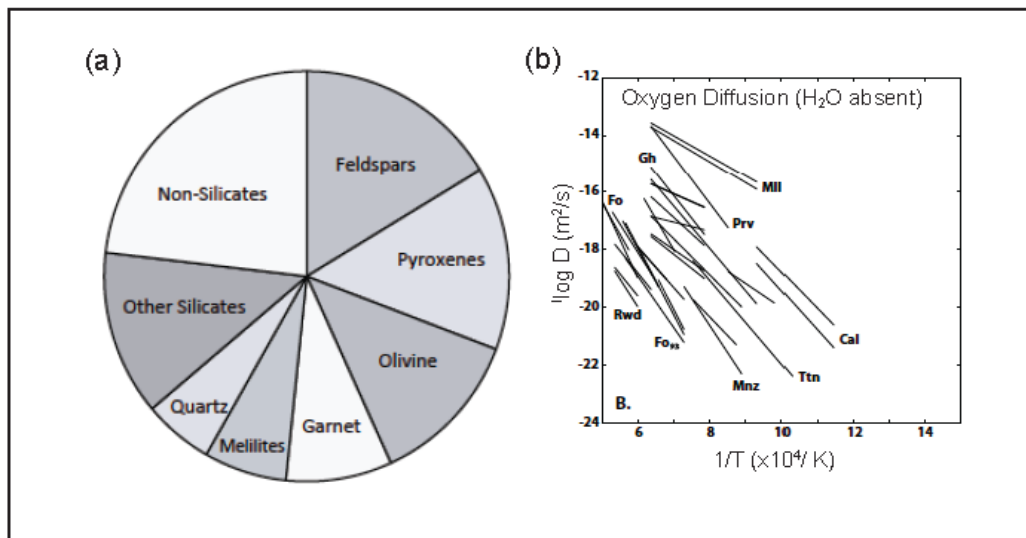 (a)
Feldspars
Pyroxenes
Olivine
Garnet
Melilites
Quartz
Other Silicates
Non-Silicates
(b)
Oxygen Diffusion (H₂O absent)
log D (m²/s)
-12
-14
-16
-18
-20
-22
-24
Gh
Fo
Mll
Prv
Rwd
Fo₉₃
Mnz
Ttn
Cal
B.
6 8 10 12 14
1/T (x10⁴/ K)